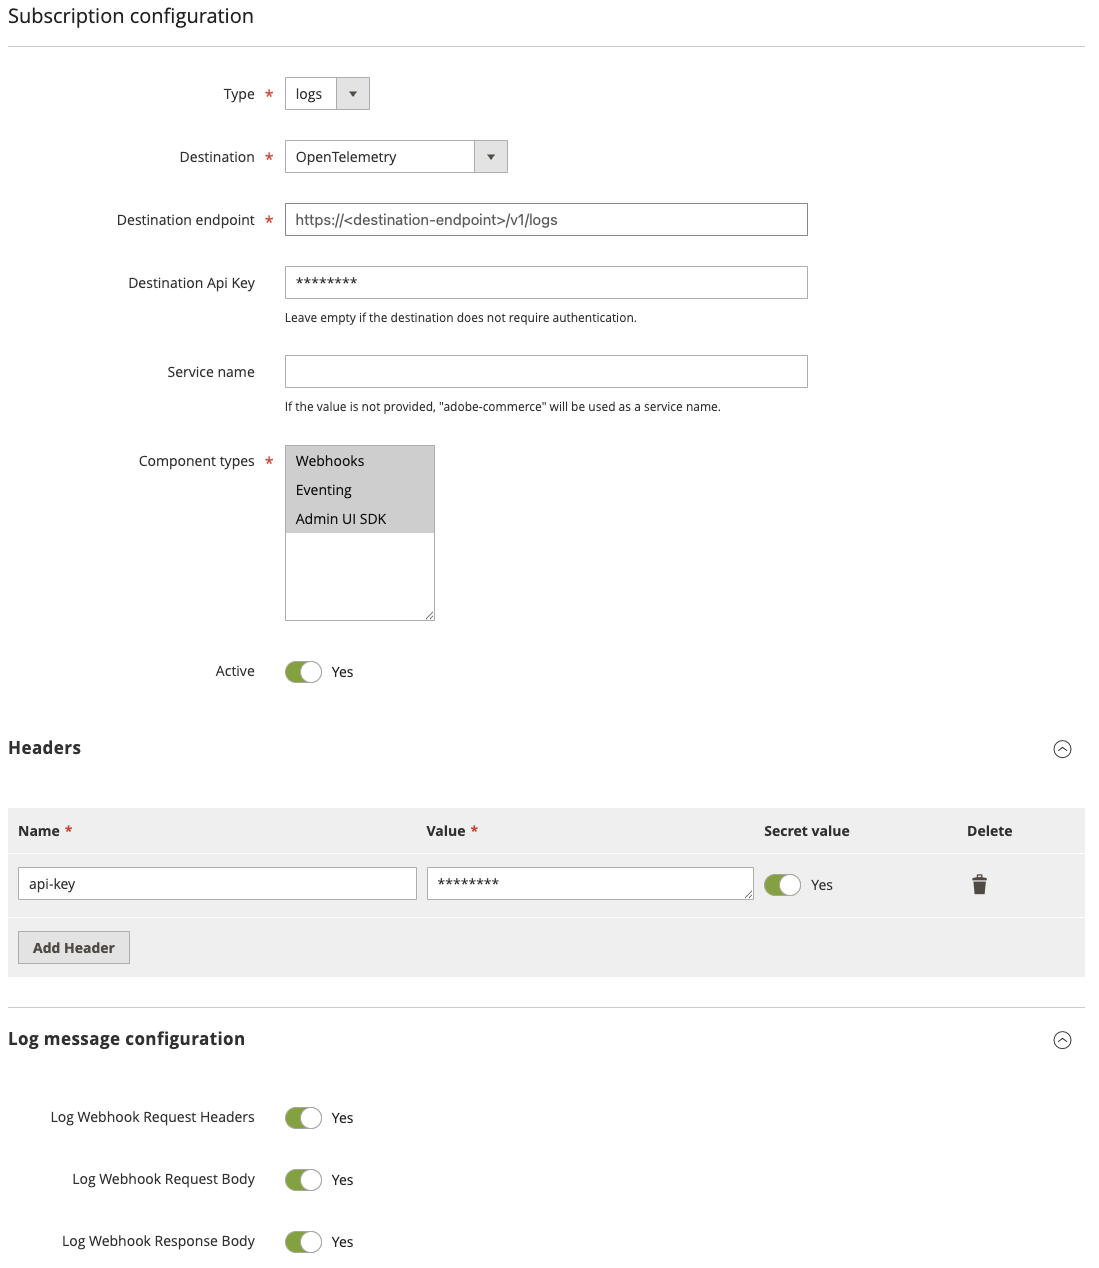 Subscription configuration
Type * logs
Destination * OpenTelemetry
Destination endpoint * https://<destination-endpoint>/v1/logs
Destination Api Key ********
Leave empty if the destination does not require authentication.
Service name
If the value is not provided, "adobe-commerce" will be used as a service name.
Component types * Webhooks
Eventing
Admin UI SDK
Active Yes
Headers
Name * Value * Secret value Delete
api-key ******** Yes
Add Header
Log message configuration
Log Webhook Request Headers Yes
Log Webhook Request Body Yes
Log Webhook Response Body Yes